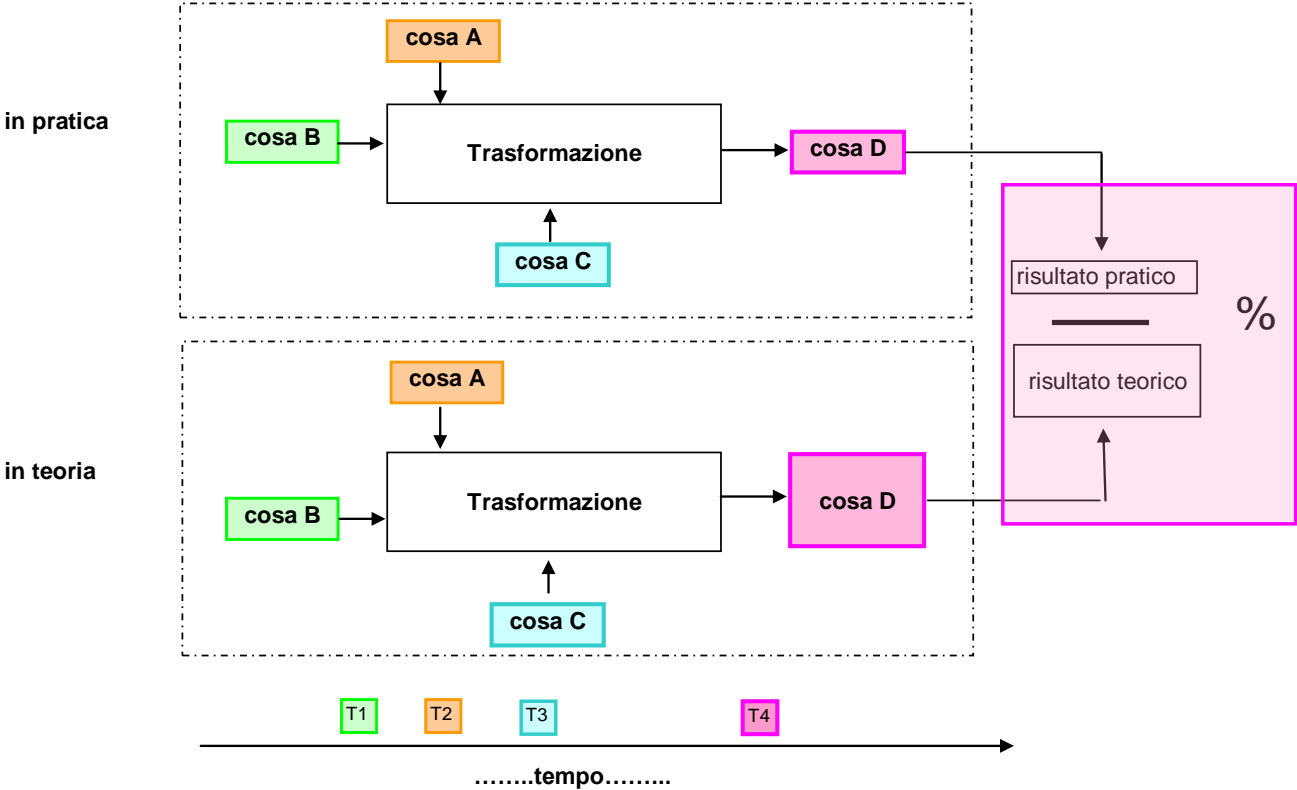 cosa A
in pratica
cosa B
Trasformazione
cosa D
cosa C
risultato pratico
%
risultato teorico
cosa A
in teoria
cosa B
Trasformazione
cosa D
cosa C
T1
T2
T3
T4
……..tempo……...